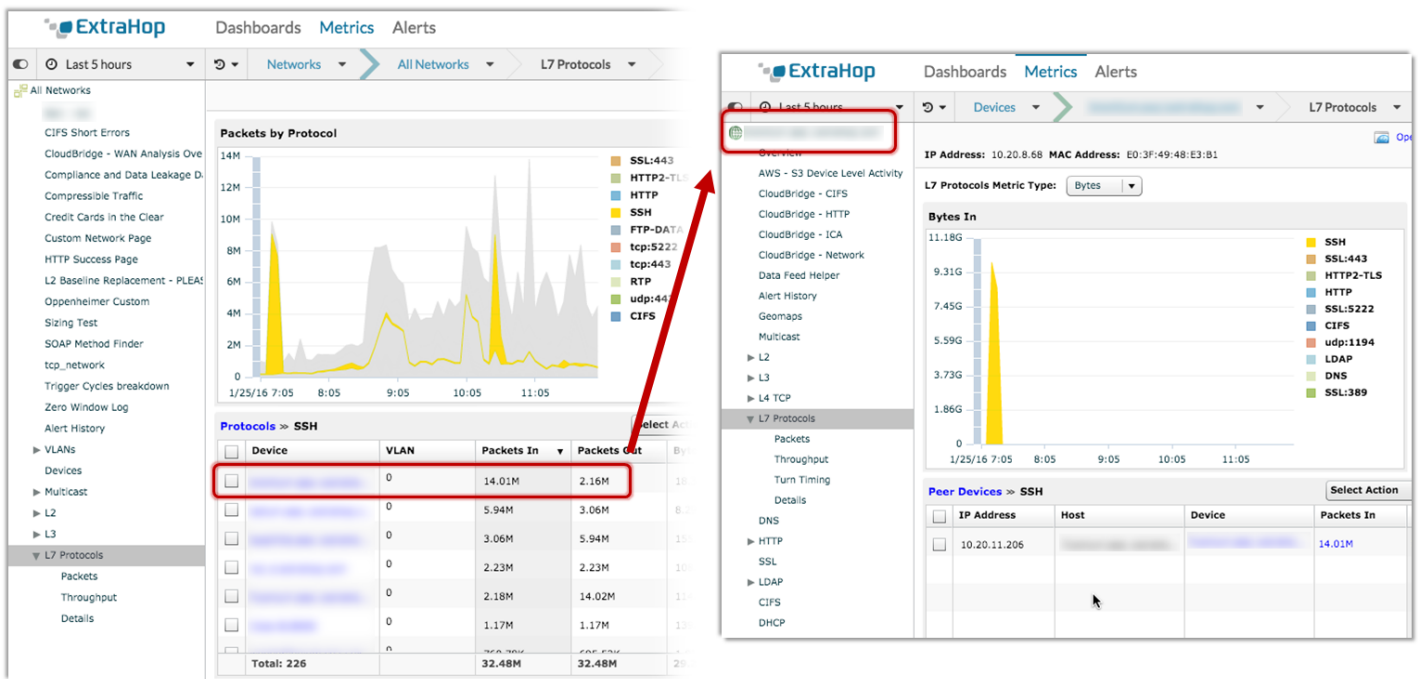 ExtraHop Dashboards Metrics Alerts
Last 5 hours Networks All Networks L7 Protocols
All Networks
CIFS Short Errors
CloudBridge - WAN Analysis Ove
Compliance and Data Leakage D
Compressible Traffic
Credit Cards in the Clear
Custom Network Page
HTTP Success Page
L2 Baseline Replacement - PLEAS
Oppenheimer Custom
Sizing Test
SOAP Method Finder
tcp_network
Trigger Cycles breakdown
Zero Window Log
Alert History
VLANs
Devices
Multicast
L2
L3
L7 Protocols
Packets
Throughput
Details
Packets by Protocol
14M
12M
10M
8M
6M
4M
2M
0
1/25/16 7:05 8:05 9:05 10:05 11:05
SSL:443
HTTP2-TLS
HTTP
SSH
FTP-DATA
tcp:5222
tcp:443
RTP
udp:443
CIFS
Protocols » SSH
Select Act
Device VLAN Packets In Packets Out
0 14.01M 2.16M
0 5.94M 3.06M
0 3.06M 5.94M
0 2.23M 2.23M
0 2.18M 14.02M
0 1.17M 1.17M
Total: 226 32.48M 32.48M
ExtraHop Dashboards Metrics Alerts
Last 5 hours Devices L7 Protocols
Overview
AWS - S3 Device Level Activity
CloudBridge - CIFS
CloudBridge - HTTP
CloudBridge - ICA
CloudBridge - Network
Data Feed Helper
Alert History
Geomaps
Multicast
L2
L3
L4 TCP
L7 Protocols
Packets
Throughput
Turn Timing
Details
DNS
HTTP
SSL
LDAP
CIFS
DHCP
Ope
IP Address: 10.20.8.68 MAC Address: E0:3F:49:48:E3:B1
L7 Protocols Metric Type: Bytes
Bytes In
11.18G
9.31G
7.45G
5.59G
3.73G
1.86G
0
1/25/16 7:05 8:05 9:05 10:05 11:05
SSH
SSL:443
HTTP2-TLS
HTTP
SSL:5222
CIFS
udp:1194
LDAP
DNS
SSL:389
Peer Devices » SSH
Select Action
IP Address Host Device Packets In
10.20.11.206 14.01M